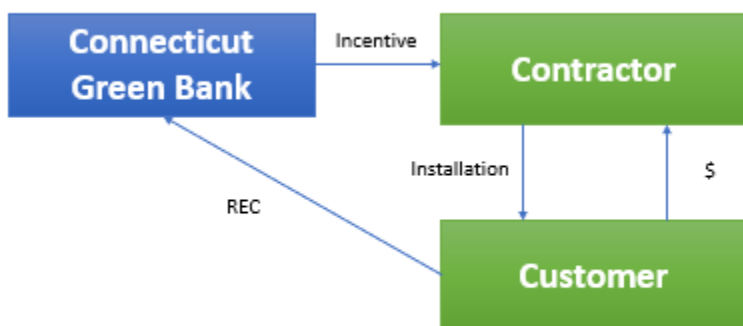 Connecticut
Green Bank
Incentive
Contractor
Installation
$
REC
Customer